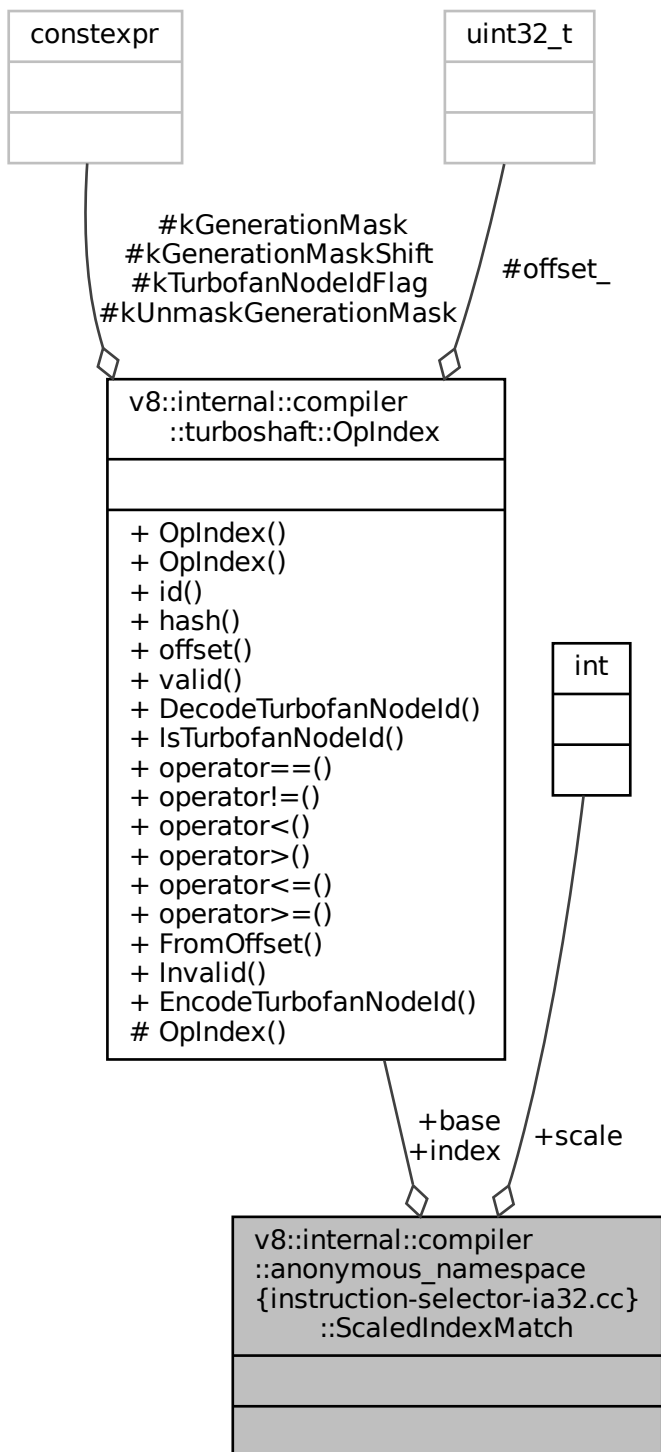 constexpr
uint32_t
#kGenerationMask
#kGenerationMaskShift
#kTurbofanNodeIdFlag
#kUnmaskGenerationMask
#offset_
v8::internal::compiler
::turboshaft::OpIndex
+ OpIndex()
+ OpIndex()
+ id()
+ hash()
+ offset()
+ valid()
+ DecodeTurbofanNodeId()
+ IsTurbofanNodeId()
+ operator==()
+ operator!=()
+ operator<()
+ operator>()
+ operator<=()
+ operator>=()
+ FromOffset()
+ Invalid()
+ EncodeTurbofanNodeId()
# OpIndex()
int
+base
+index
+scale
v8::internal::compiler
::anonymous_namespace
{instruction-selector-ia32.cc}
::ScaledIndexMatch